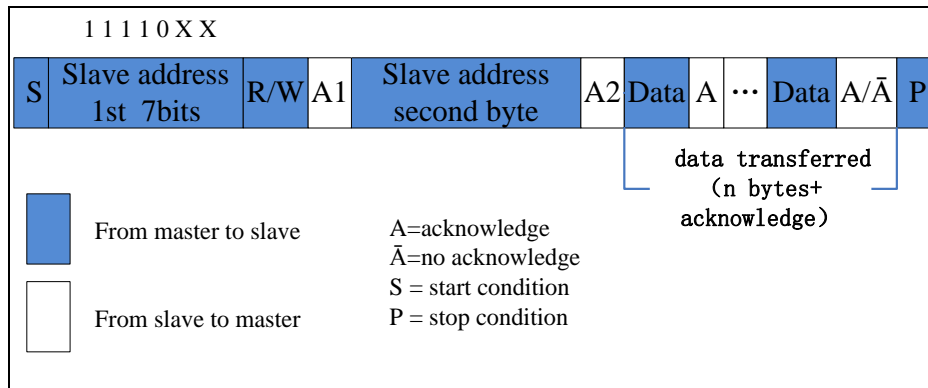 1 1 1 1 0 X X
S Slave address 1st 7bits R/W A1 Slave address second byte A2 Data A ··· Data A/Ā P
data transferred
（n bytes+
acknowledge）
From master to slave
From slave to master
A=acknowledge
Ā=no acknowledge
S = start condition
P = stop condition